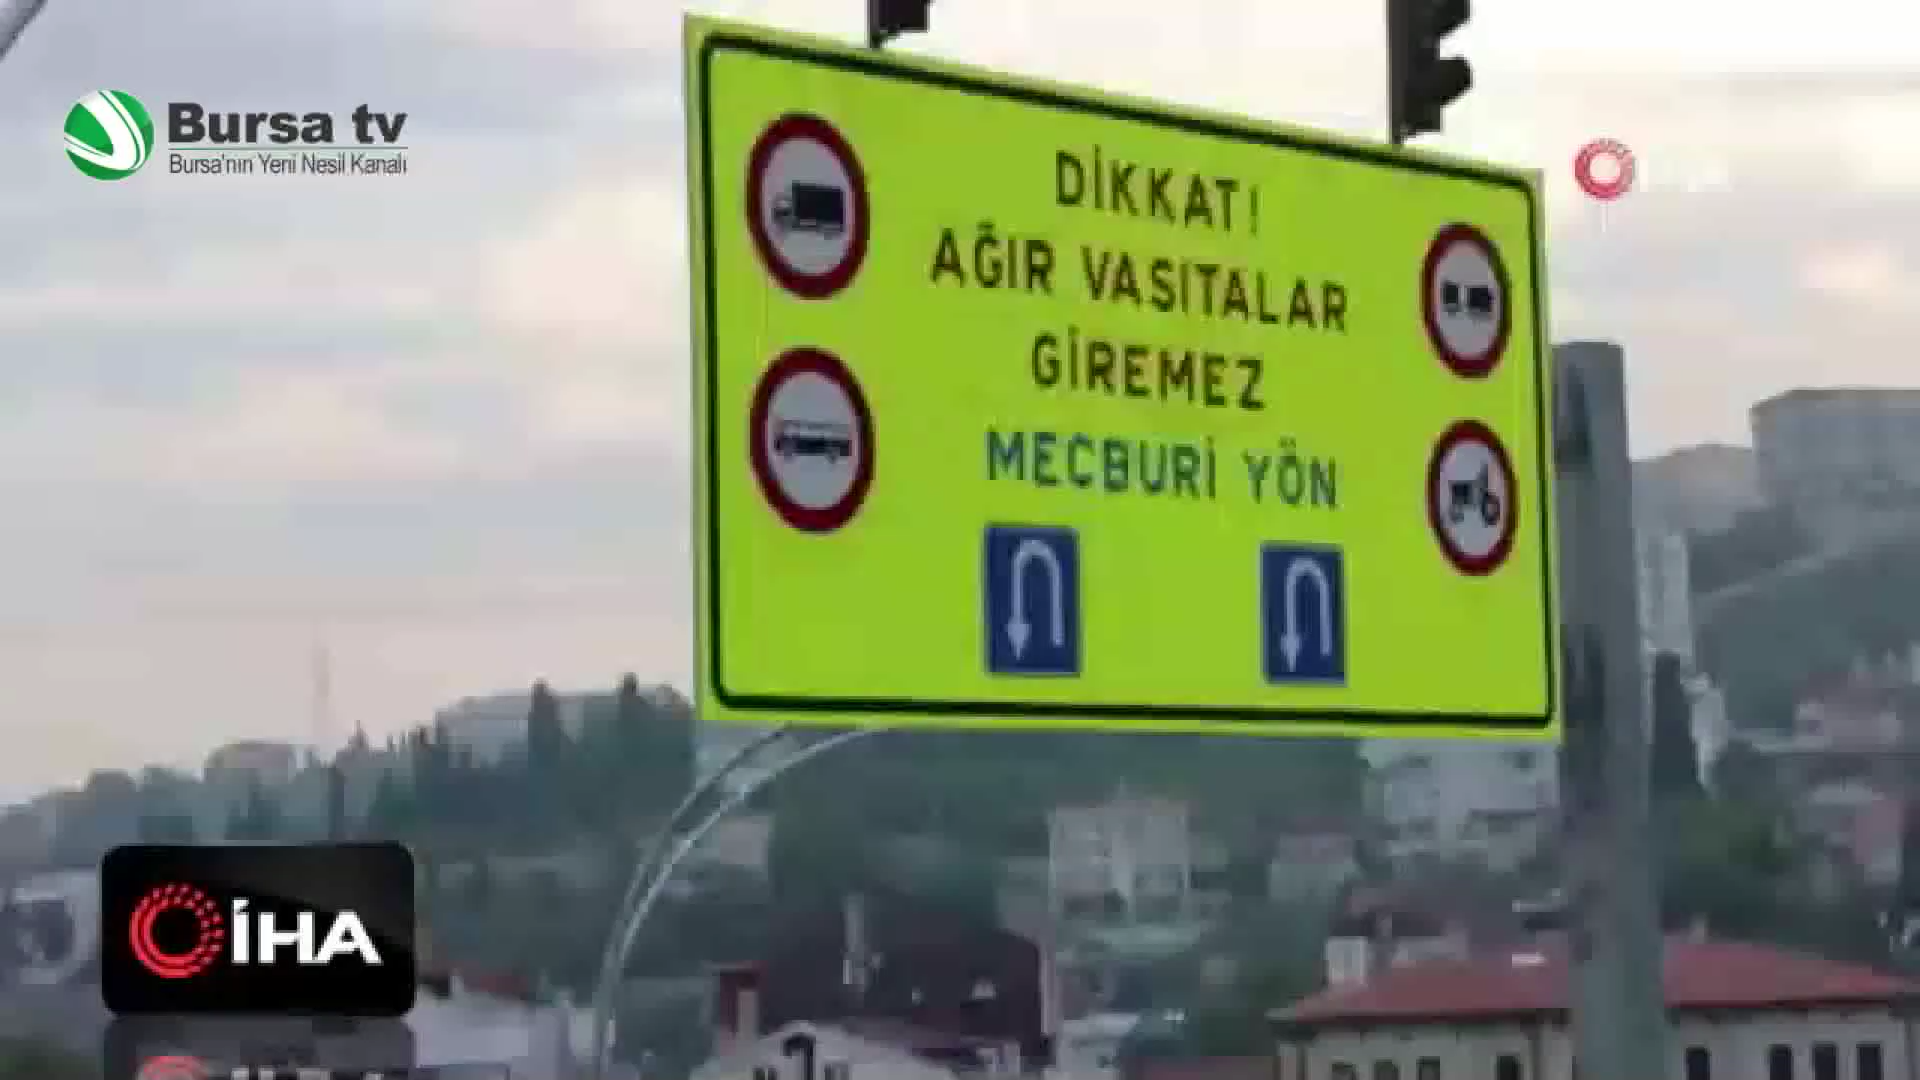 Bursa tv
Bursa'nın Yeni Nesil Kanalı
DİKKAT!
AĞIR VASITALAR
GİREMEZ
MECBURİ YÖN
İHA